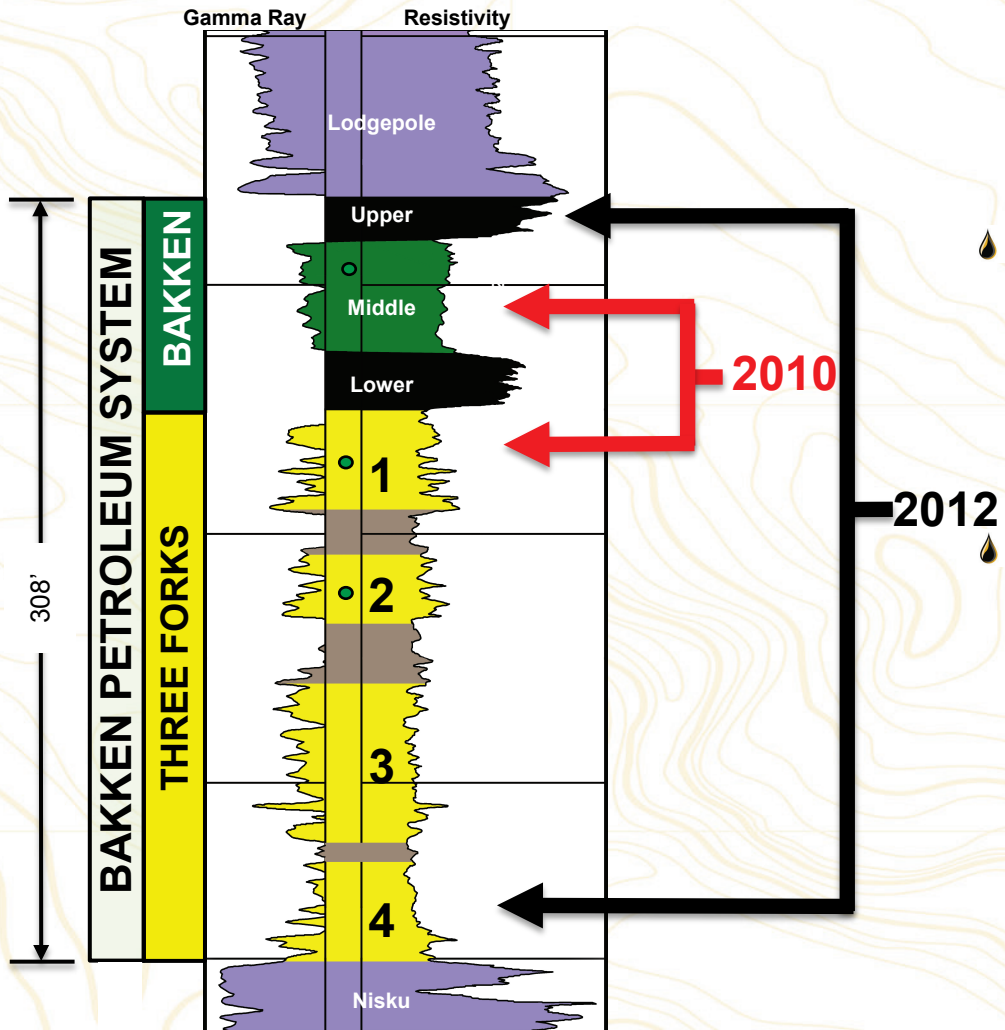 Gamma Ray
Resistivity
Lodgepole
Upper
Middle
Lower
BAKKEN
BAKKEN PETROLEUM SYSTEM
THREE FORKS
308’
1
2
3
4
2010
2012
Nisku